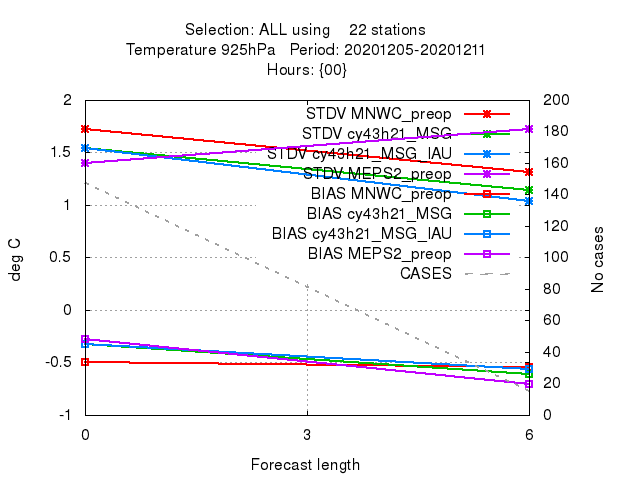 Selection: ALL using 22 stations
Temperature 925hPa Period: 20201205-20201211
Hours: {00}
2 200
STDV MNWC_preop
180
STDV cy43h21_MSG
1.5 160
STDV cy43h21_MSG_IAU
STDV MEPS2_preop
140
BIAS MNWC_preop
1 120
BIAS cy43h21_MSG
BIAS cy43h21_MSG_IAU
0.5 100
BIAS MEPS2_preop
CASES
80
0
60
-0.5 40
20
-1 0
0 3 6
deg C
No cases
Forecast length